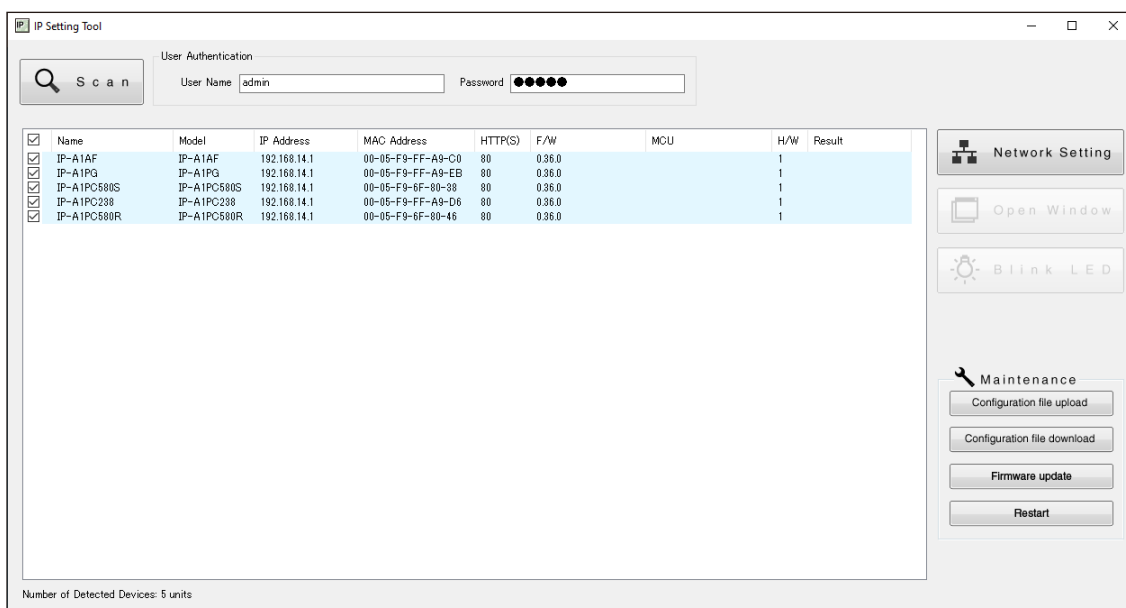 IP Setting Tool
User Authentication
Scan User Name admin Password ●●●●●
Name Model IP Address MAC Address HTTP(S) F/W MCU H/W Result
IP-A1AF IP-A1AF 192.168.14.1 00-05-F9-FF-A9-C0 80 0.36.0 1
IP-A1PG IP-A1PG 192.168.14.1 00-05-F9-FF-A9-EB 80 0.36.0 1
IP-A1PC580S IP-A1PC580S 192.168.14.1 00-05-F9-6F-80-38 80 0.36.0 1
IP-A1PC238 IP-A1PC238 192.168.14.1 00-05-F9-FF-A9-D6 80 0.36.0 1
IP-A1PC580R IP-A1PC580R 192.168.14.1 00-05-F9-6F-80-46 80 0.36.0 1
Network Setting
Open Window
Blink LED
Maintenance
Configuration file upload
Configuration file download
Firmware update
Restart
Number of Detected Devices: 5 units